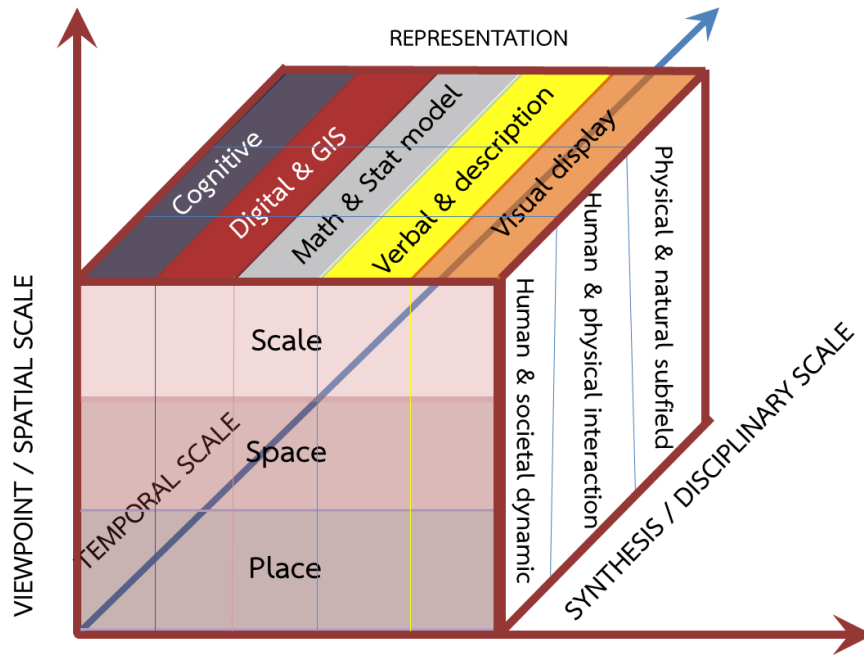 REPRESENTATION
Cognitive
Digital & GIS
Math & Stat model
Verbal & description
Visual display
Physical & natural subfield
Human & physical interaction
Human & societal dynamic
Scale
Space
Place
TEMPORAL SCALE
VIEWPOINT / SPATIAL SCALE
SYNTHESIS / DISCIPLINARY SCALE